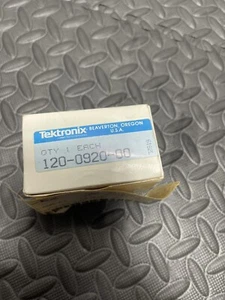 Tektronix BEAVERTON, OREGON
U.S.A.
QTY 1 EACH
120-0920-00